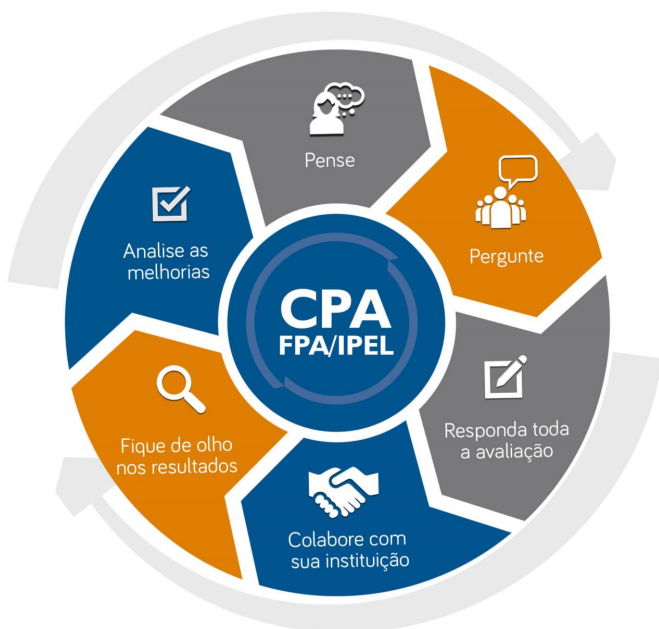 Pense
Pergunte
Responda toda
a avaliação
Colabore com
sua instituição
Fique de olho
nos resultados
Analise as
melhorias
CPA
FPA/IPEL